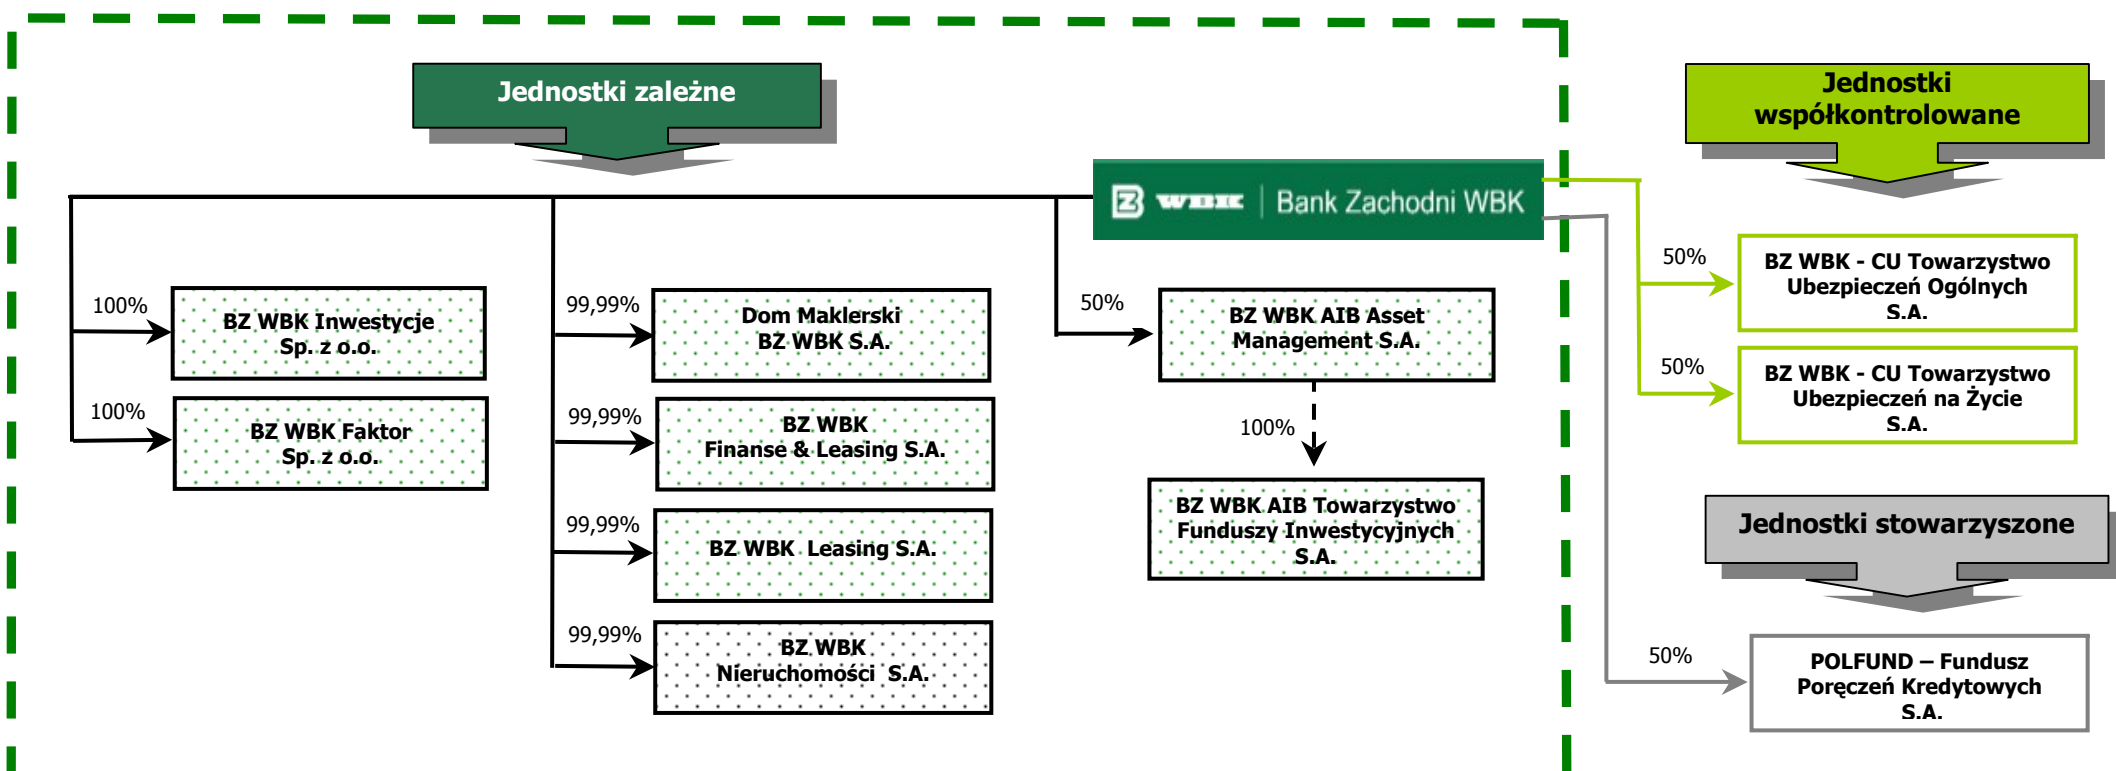 Jednostki zależne
Jednostki
współkontrolowane
BZ WBK | Bank Zachodni WBK
100%
BZ WBK Inwestycje
Sp. z o.o.
100%
BZ WBK Faktor
Sp. z o.o.
99,99%
Dom Maklerski
BZ WBK S.A.
99,99%
BZ WBK
Finanse & Leasing S.A.
99,99%
BZ WBK Leasing S.A.
99,99%
BZ WBK
Nieruchomości S.A.
50%
BZ WBK AIB Asset
Management S.A.
100%
BZ WBK AIB Towarzystwo
Funduszy Inwestycyjnych
S.A.
50%
BZ WBK - CU Towarzystwo
Ubezpieczeń Ogólnych
S.A.
50%
BZ WBK - CU Towarzystwo
Ubezpieczeń na Życie
S.A.
Jednostki stowarzyszone
50%
POLFUND – Fundusz
Poręczeń Kredytowych
S.A.